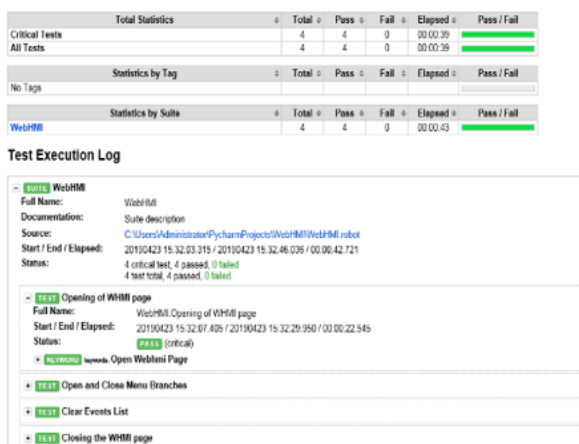 Total Statistics Total Pass Fail Elapsed Pass / Fail
Critical Tests 4 4 0 00:00:39
All Tests 4 4 0 00:00:39
Statistics by Tag Total Pass Fail Elapsed Pass / Fail
No Tags
Statistics by Suite Total Pass Fail Elapsed Pass / Fail
WebHMI 4 4 0 00:00:43
Test Execution Log
- SUITE WebHMI
Full Name: WebHMI
Documentation: Suite description
Source: C:\Users\Administrator\PycharmProjects\WebHMI\WebHMI.robot
Start / End / Elapsed: 20190423 15:32:03.315 / 20190423 15:32:46.036 / 00:00:42.721
Status: 4 critical test, 4 passed, 0 failed
4 test total, 4 passed, 0 failed
- TEST Opening of WHMI page
Full Name: WebHMI.Opening of WHMI page
Start / End / Elapsed: 20190423 15:32:07.405 / 20190423 15:32:29.950 / 00:00:22.545
Status: PASS (critical)
+ KEYWORD keywords. Open Webhmi Page
+ TEST Open and Close Menu Branches
+ TEST Clear Events List
+ TEST Closing the WHMI page